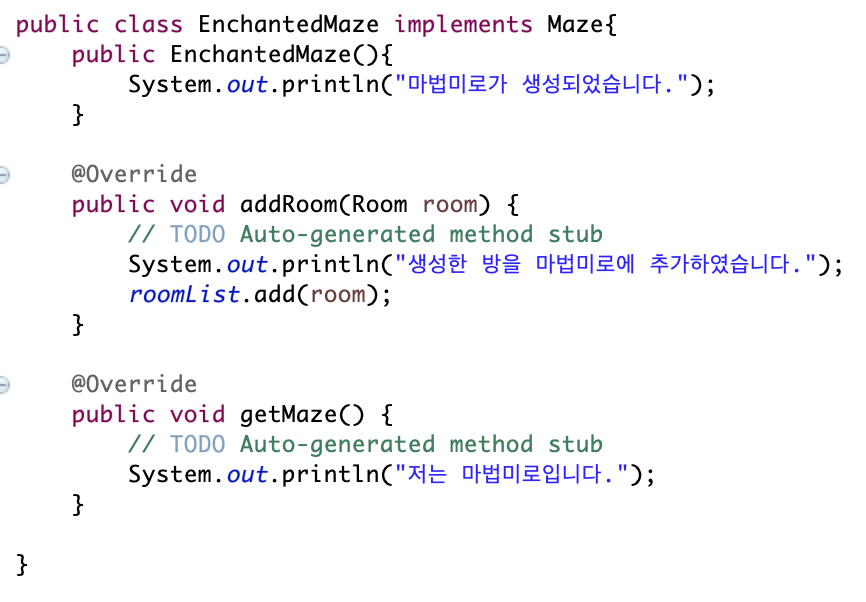 public class EnchantedMaze implements Maze{
    public EnchantedMaze(){
        System.out.println("마법미로가 생성되었습니다.");
    }

    @Override
    public void addRoom(Room room) {
        // TODO Auto-generated method stub
        System.out.println("생성한 방을 마법미로에 추가하였습니다.");
        roomList.add(room);
    }

    @Override
    public void getMaze() {
        // TODO Auto-generated method stub
        System.out.println("저는 마법미로입니다.");
    }

}